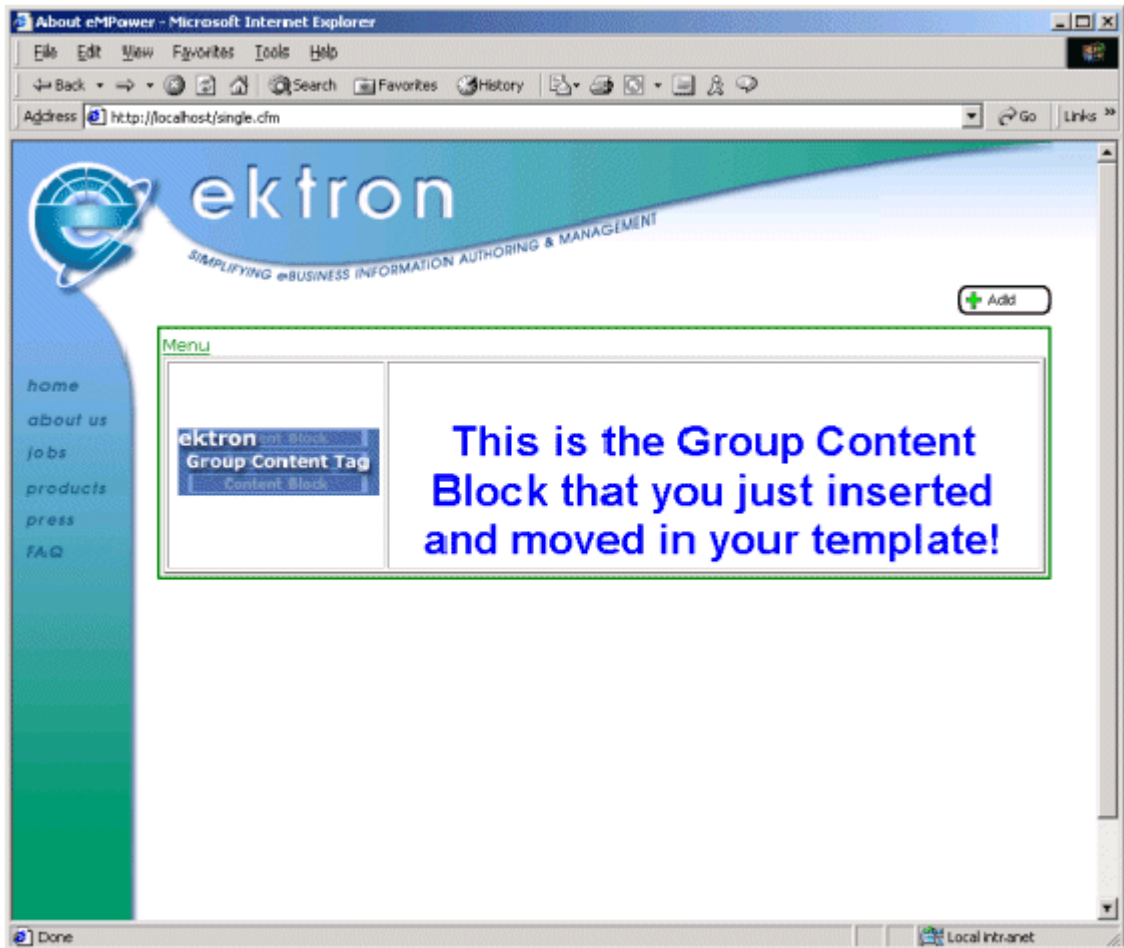 About eMPower - Microsoft Internet Explorer
File Edit View Favorites Tools Help
Back Search Favorites History
Address http://localhost/single.cfm Go Links »
ektron
SIMPLIFYING eBUSINESS INFORMATION AUTHORING & MANAGEMENT
Add
Menu
home
about us
jobs
products
press
FAQ
ektron ent Block
Group Content Tag
Content Block
This is the Group Content
Block that you just inserted
and moved in your template!
Done Local intranet